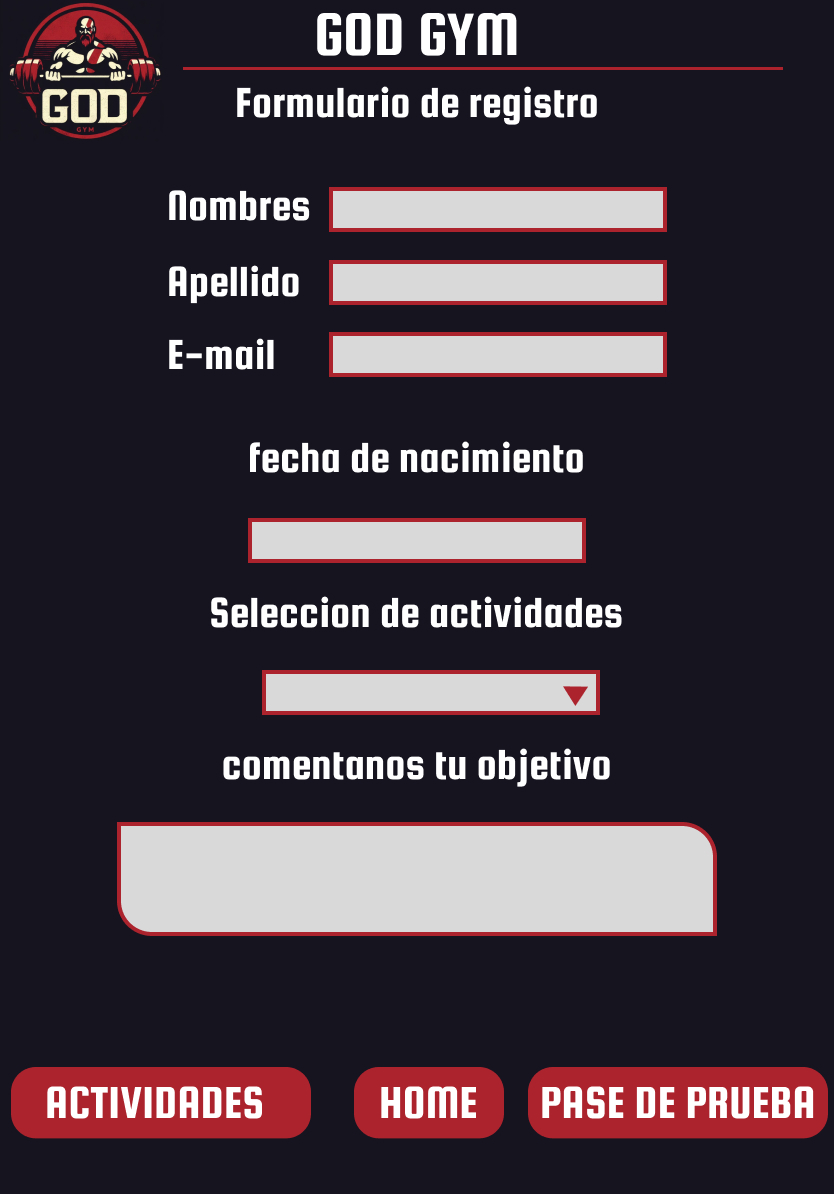 GOD GYM
GOD
GYM
Formulario de registro
Nombres
Apellido
E-mail
fecha de nacimiento
Seleccion de actividades
comentanos tu objetivo
ACTIVIDADES
HOME
PASE DE PRUEBA